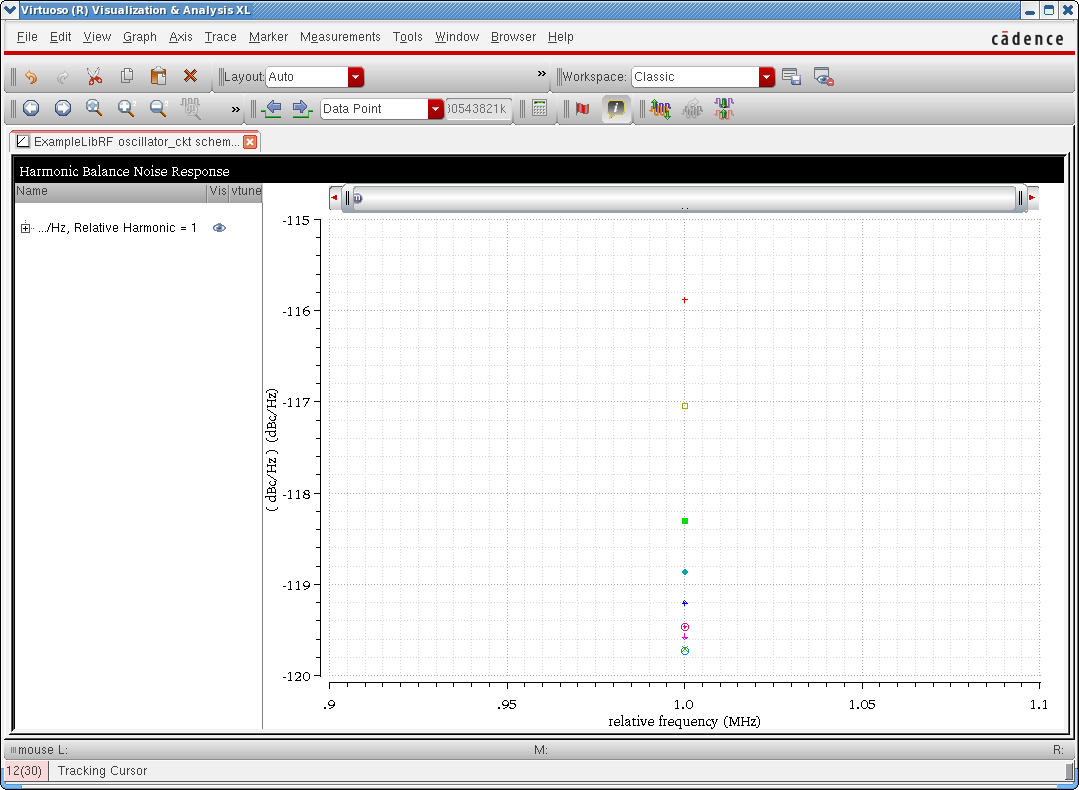 Virtuoso (R) Visualization & Analysis XL
File Edit View Graph Axis Trace Marker Measurements Tools Window Browser Help
cādence
Layout: Auto » Workspace: Classic
» Data Point 00543821k
ExampleLibRF oscillator_ckt schem...
Harmonic Balance Noise Response
Name Vis vtune
.../Hz, Relative Harmonic = 1
m
-115
-116
-117
-118
-119
-120
( dBc/Hz ) (dBc/Hz)
.9 .95 1.0 1.05 1.1
relative frequency (MHz)
mouse L: M: R:
12(30) Tracking Cursor